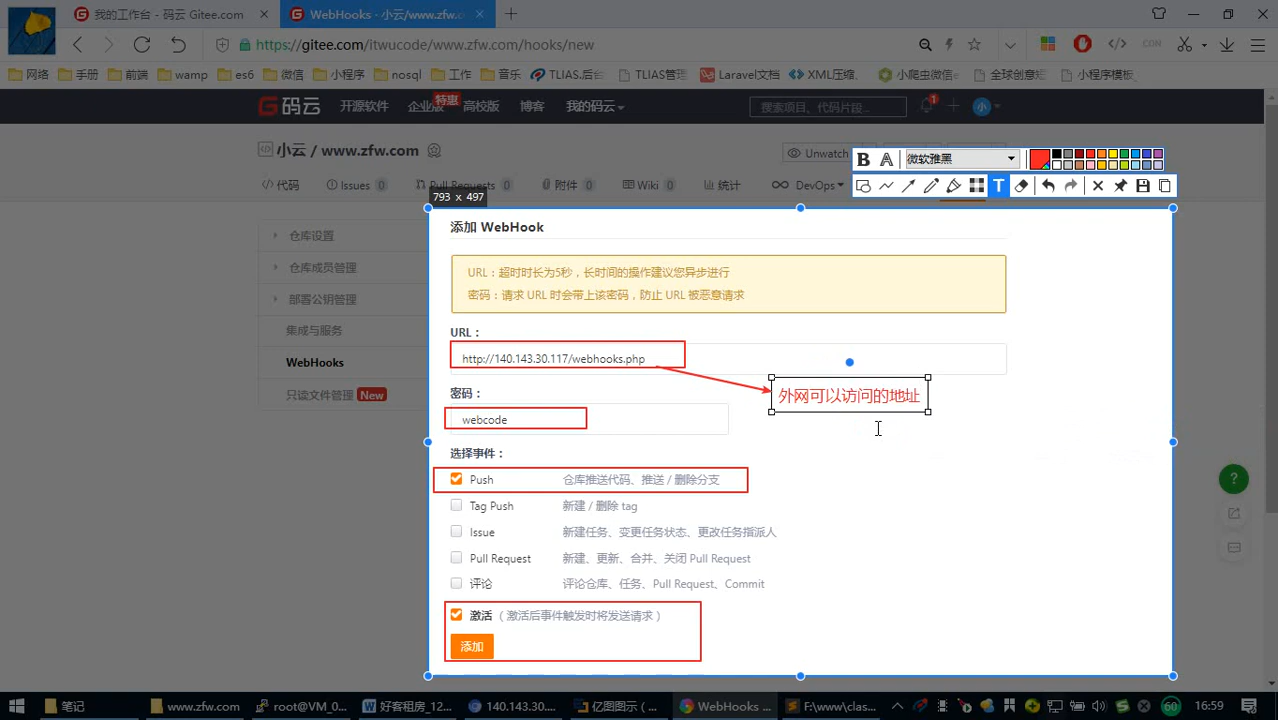 我的工作台 - 码云 Gitee.com
WebHooks - 小云/www.zfw.
https://gitee.com/itwucode/www.zfw.com/hooks/new
网络
手册
前端
wamp
es6
微信
小程序
nosql
工作
音乐
TLIAS.后台
TLIAS管理
Laravel文档
XML压缩、
小爬虫微信e
全球创意短
小程序模板
码云
开源软件
企业版
特惠
高校版
博客
我的码云
搜索项目、代码片段...
1
小
小云 / www.zfw.com
Unwatch
B A 微软雅黑
代码
Issues 0
Pull Requests 0
附件 0
Wiki 0
统计
DevOps
T
793 x 497
仓库设置
仓库成员管理
部署公钥管理
集成与服务
WebHooks
只读文件管理 New
添加 WebHook
URL：超时时长为5秒，长时间的操作建议您异步进行
密码：请求 URL 时会带上该密码，防止 URL 被恶意请求
URL：
http://140.143.30.117/webhooks.php
外网可以访问的地址
密码：
webcode
选择事件：
Push 仓库推送代码、推送 / 删除分支
Tag Push 新建 / 删除 tag
Issue 新建任务、变更任务状态、更改任务指派人
Pull Request 新建、更新、合并、关闭 Pull Request
评论 评论仓库、任务、Pull Request、Commit
激活（激活后事件触发时将发送请求）
添加
?
笔记
www.zfw.com
root@VM_0...
好客租房_12...
140.143.30....
亿图图示 (...
WebHooks ...
F:\www\clas...
60
16:59